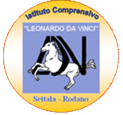 Istituto Comprensivo
"LEONARDO DA VINCI"
Settala - Rodano